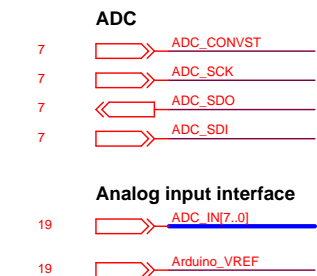 ADC
7 ADC_CONVST
7 ADC_SCK
7 ADC_SDO
7 ADC_SDI
Analog input interface
19 ADC_IN[7..0]
19 Arduino_VREF